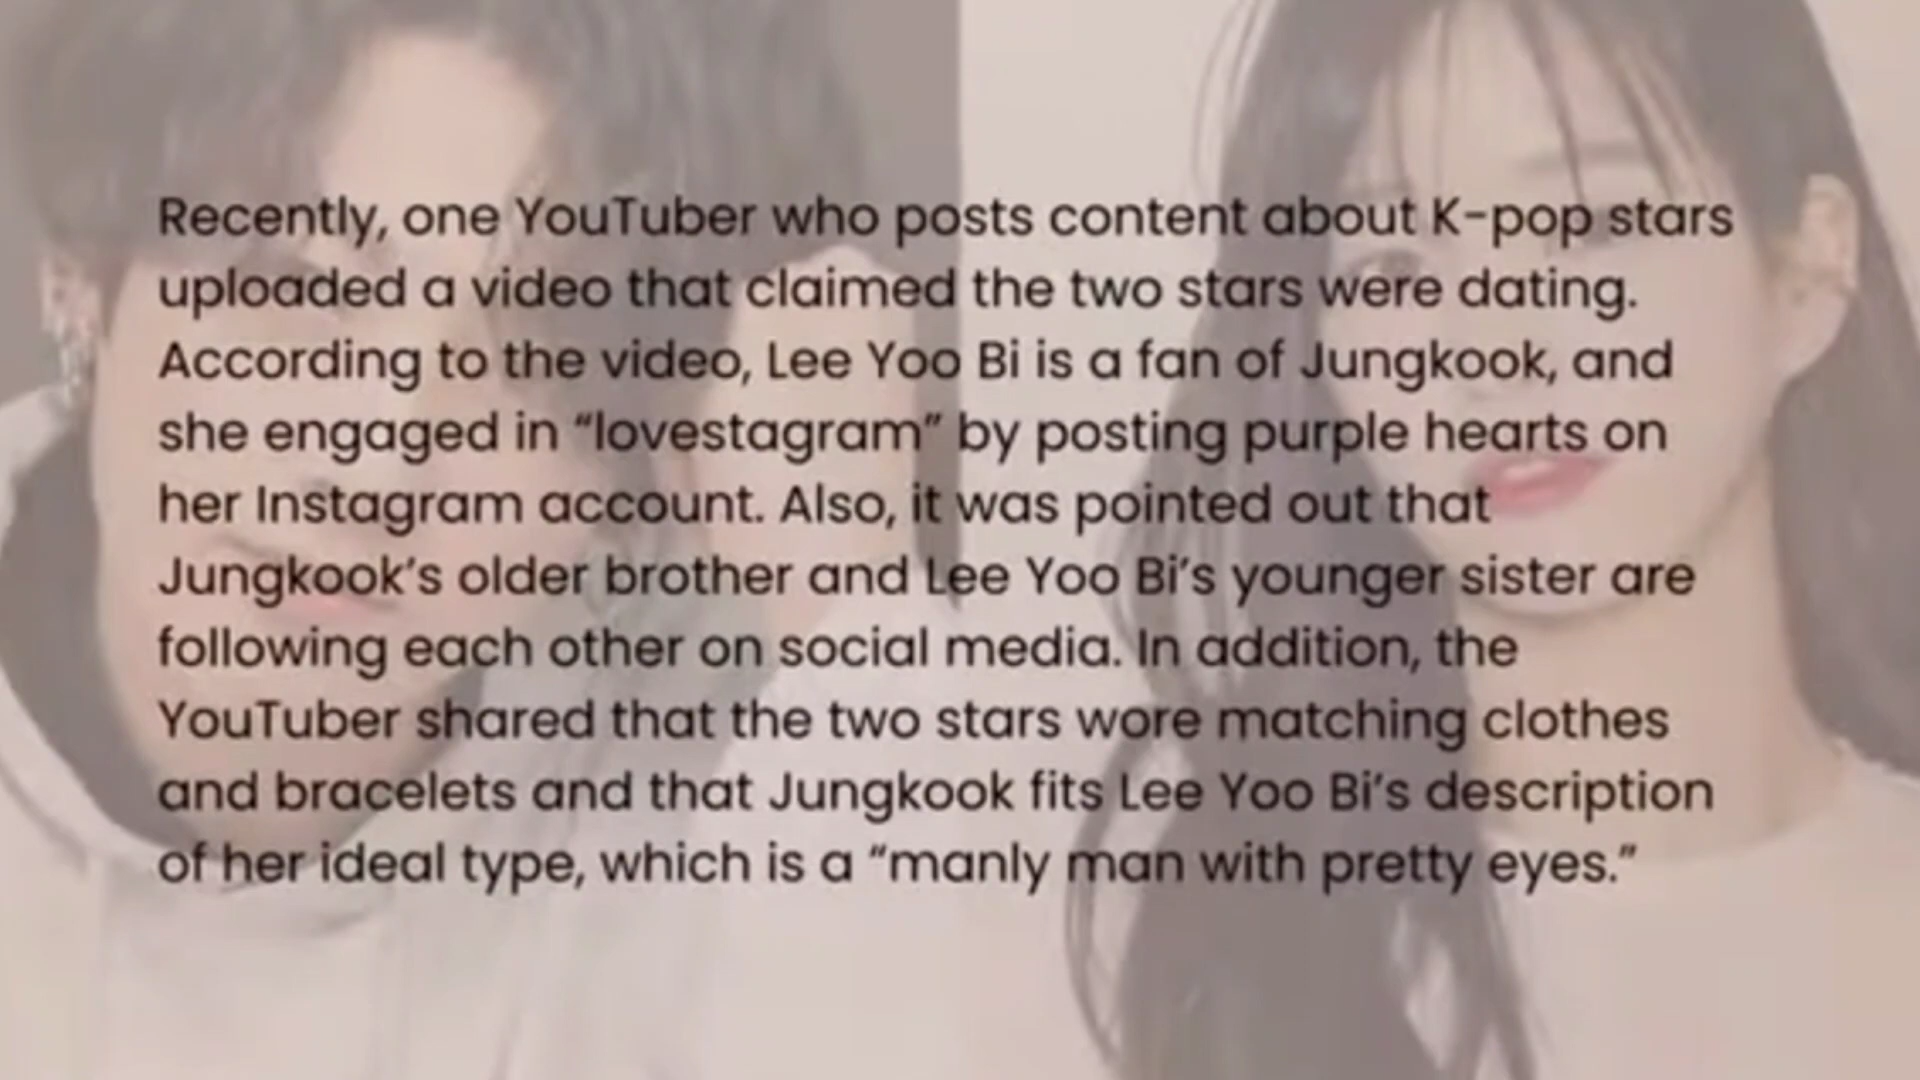 Recently, one YouTuber who posts content about K-pop stars
uploaded a video that claimed the two stars were dating.
According to the video, Lee Yoo Bi is a fan of Jungkook, and
she engaged in “lovestagram” by posting purple hearts on
her Instagram account. Also, it was pointed out that
Jungkook’s older brother and Lee Yoo Bi’s younger sister are
following each other on social media. In addition, the
YouTuber shared that the two stars wore matching clothes
and bracelets and that Jungkook fits Lee Yoo Bi’s description
of her ideal type, which is a “manly man with pretty eyes.”